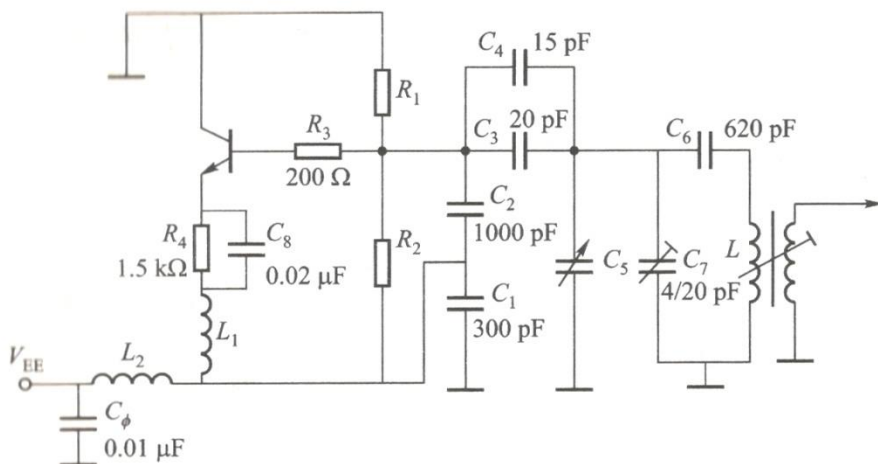 C4
15 pF
R1
R3
C3
20 pF
C6
620 pF
200 Ω
C2
1000 pF
R4
1.5 kΩ
C8
0.02 μF
R2
C5
C7
4/20 pF
L
C1
300 pF
L1
VEE
L2
Cϕ
0.01 μF